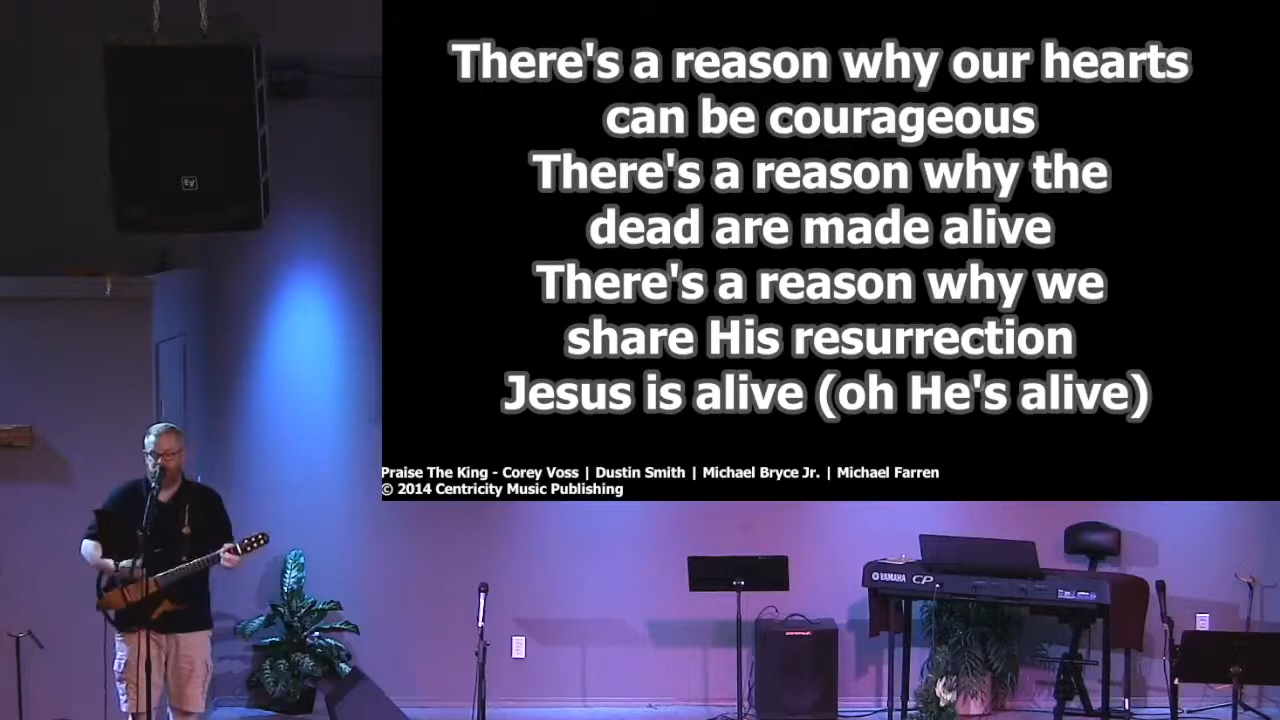 There's a reason why our hearts
can be courageous
There's a reason why the
dead are made alive
There's a reason why we
share His resurrection
Jesus is alive (oh He's alive)
Praise The King - Corey Voss | Dustin Smith | Michael Bryce Jr. | Michael Farren
© 2014 Centricity Music Publishing
EV
YAMAHA CP